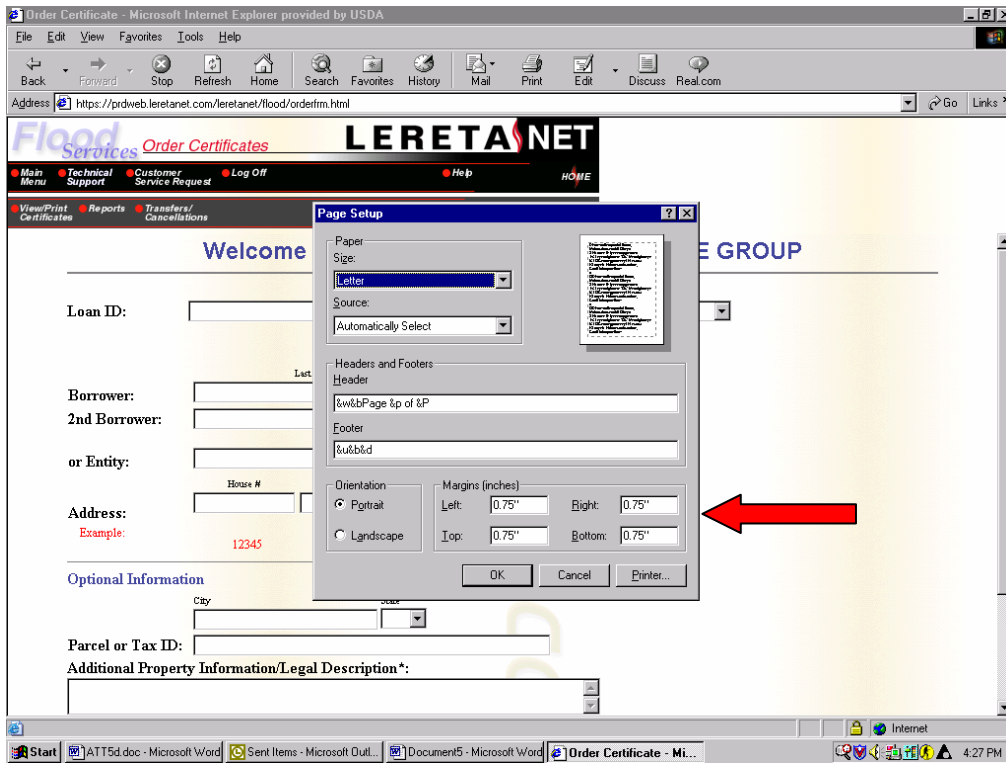 Order Certificate - Microsoft Internet Explorer provided by USDA
File Edit View Favorites Tools Help
Back Forward Stop Refresh Home Search Favorites History Mail Print Edit Discuss Real.com
Address https://prdweb.leretanet.com/leretanet/flood/orderfrm.html Go Links
Flood Services Order Certificates LERETA NET
Main Menu Technical Support Customer Service Request Log Off Help HOME
View/Print Certificates Reports Transfers/ Cancellations
Welcome E GROUP
Page Setup
Paper
Size:
Letter
Source:
Automatically Select
Headers and Footers
Header
&w&bPage &p of &P
Footer
&u&b&d
Orientation
Portrait
Landscape
Margins (inches)
Left: 0.75" Right: 0.75"
Top: 0.75" Bottom: 0.75"
OK Cancel Printer...
Loan ID:
Last
Borrower:
2nd Borrower:
or Entity:
House #
Address:
Example:
12345
Optional Information
City State
Parcel or Tax ID:
Additional Property Information/Legal Description*:
Internet
Start ATT5d.doc - Microsoft Word Sent Items - Microsoft Outl... Document5 - Microsoft Word Order Certificate - Mi... 4:27 PM